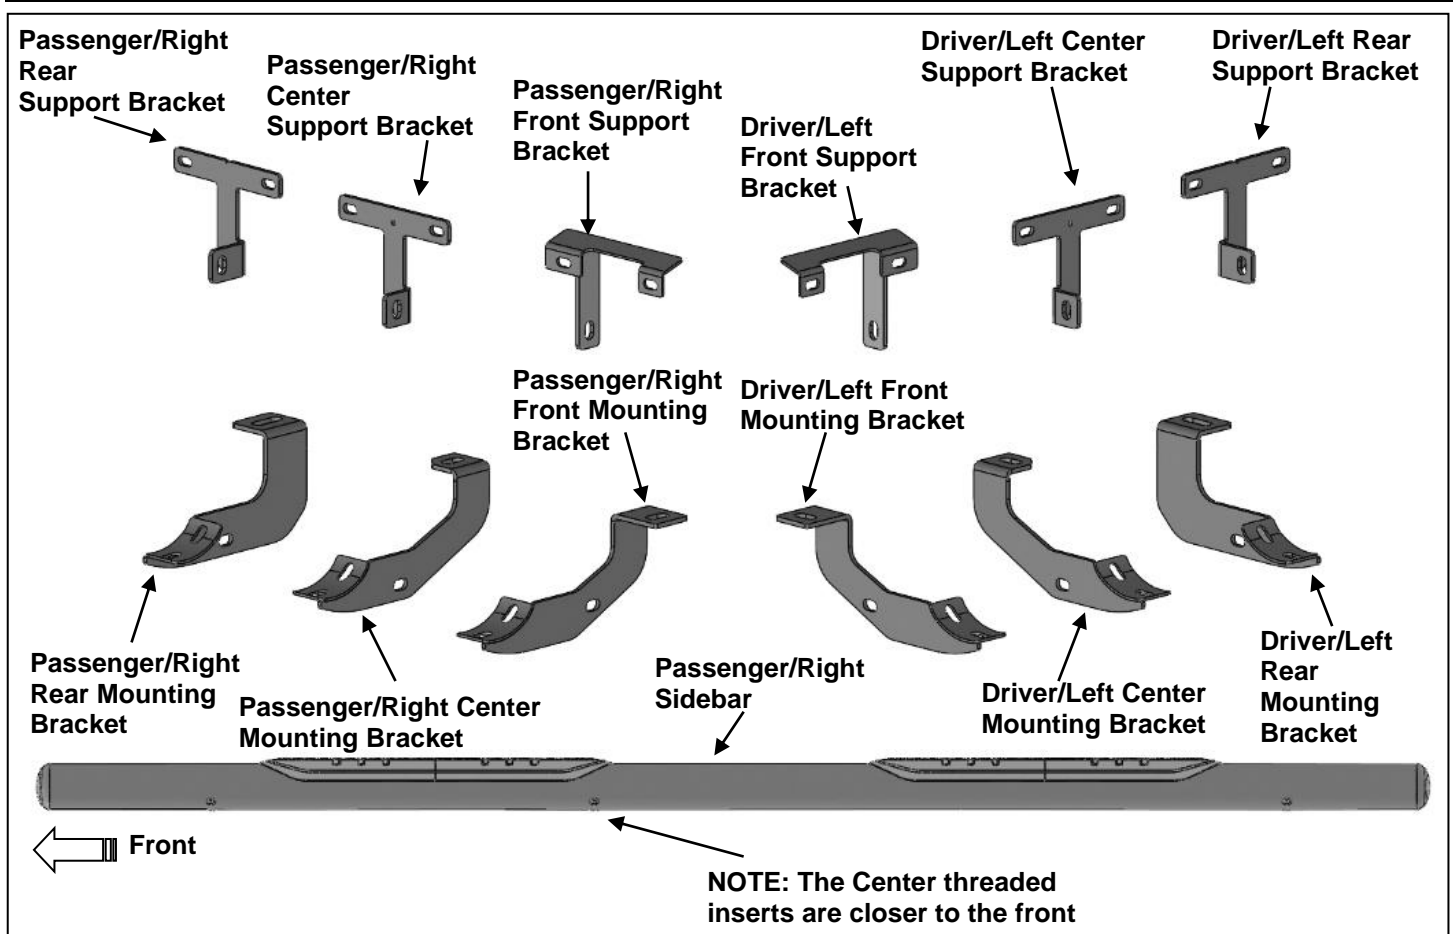 Passenger/Right
Rear
Support Bracket
Passenger/Right
Center
Support Bracket
Passenger/Right
Front Support
Bracket
Driver/Left
Front Support
Bracket
Driver/Left Center
Support Bracket
Driver/Left Rear
Support Bracket
Passenger/Right
Front Mounting
Bracket
Driver/Left Front
Mounting Bracket
Passenger/Right
Rear Mounting
Bracket
Passenger/Right Center
Mounting Bracket
Passenger/Right
Sidebar
Driver/Left Center
Mounting Bracket
Driver/Left
Rear
Mounting
Bracket
Front
NOTE: The Center threaded
inserts are closer to the front